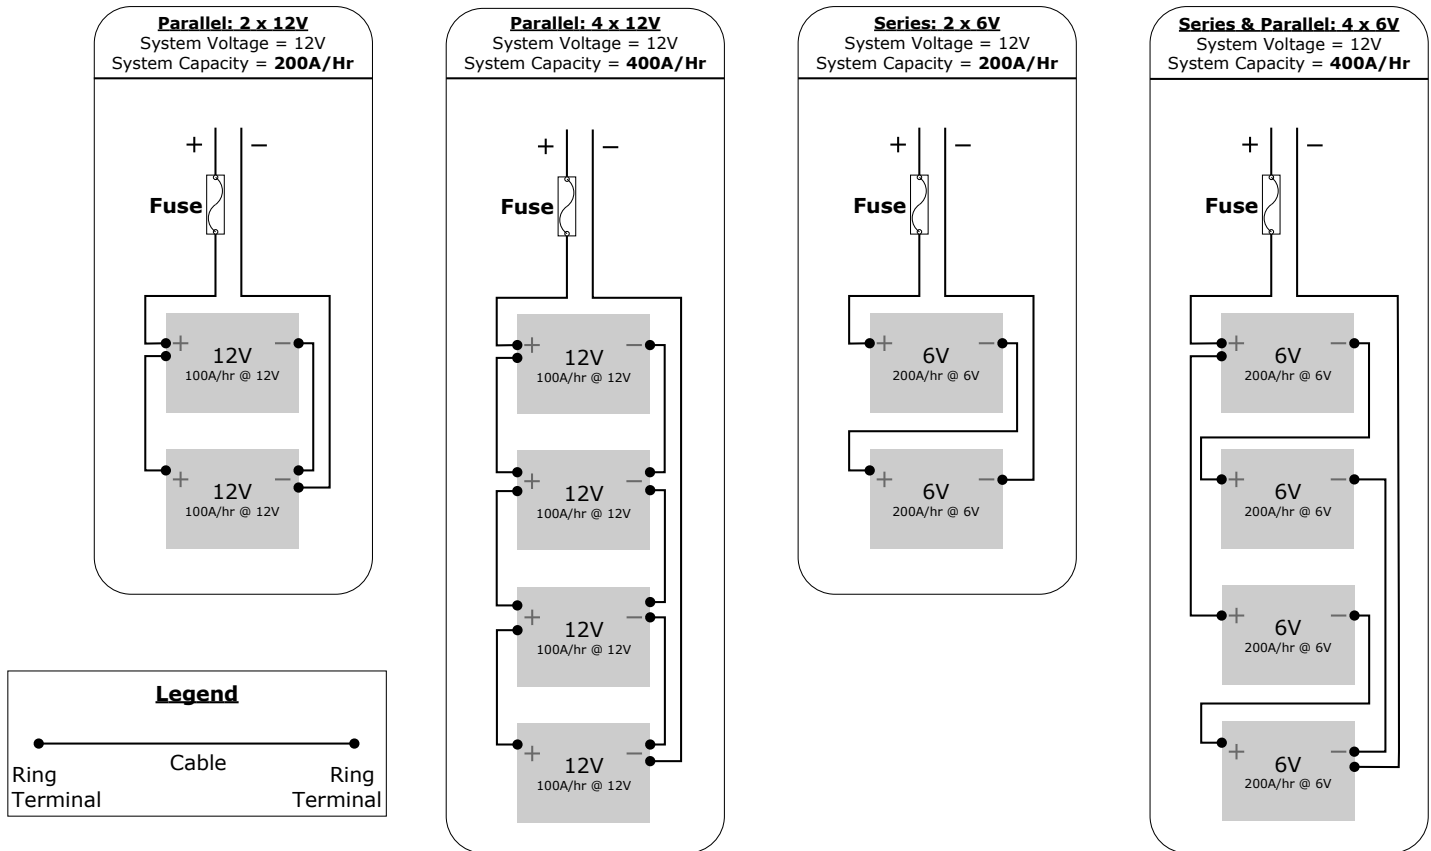 Parallel: 2 x 12V
System Voltage = 12V
System Capacity = 200A/Hr
+ −
Fuse
+ −
12V
100A/hr @ 12V
+ −
12V
100A/hr @ 12V
Parallel: 4 x 12V
System Voltage = 12V
System Capacity = 400A/Hr
+ −
Fuse
+ −
12V
100A/hr @ 12V
+ −
12V
100A/hr @ 12V
+ −
12V
100A/hr @ 12V
+ −
12V
100A/hr @ 12V
Series: 2 x 6V
System Voltage = 12V
System Capacity = 200A/Hr
+ −
Fuse
+ −
6V
200A/hr @ 6V
+ −
6V
200A/hr @ 6V
Series & Parallel: 4 x 6V
System Voltage = 12V
System Capacity = 400A/Hr
+ −
Fuse
+ −
6V
200A/hr @ 6V
+ −
6V
200A/hr @ 6V
+ −
6V
200A/hr @ 6V
+ −
6V
200A/hr @ 6V
Legend
Cable
Ring
Terminal
Ring
Terminal